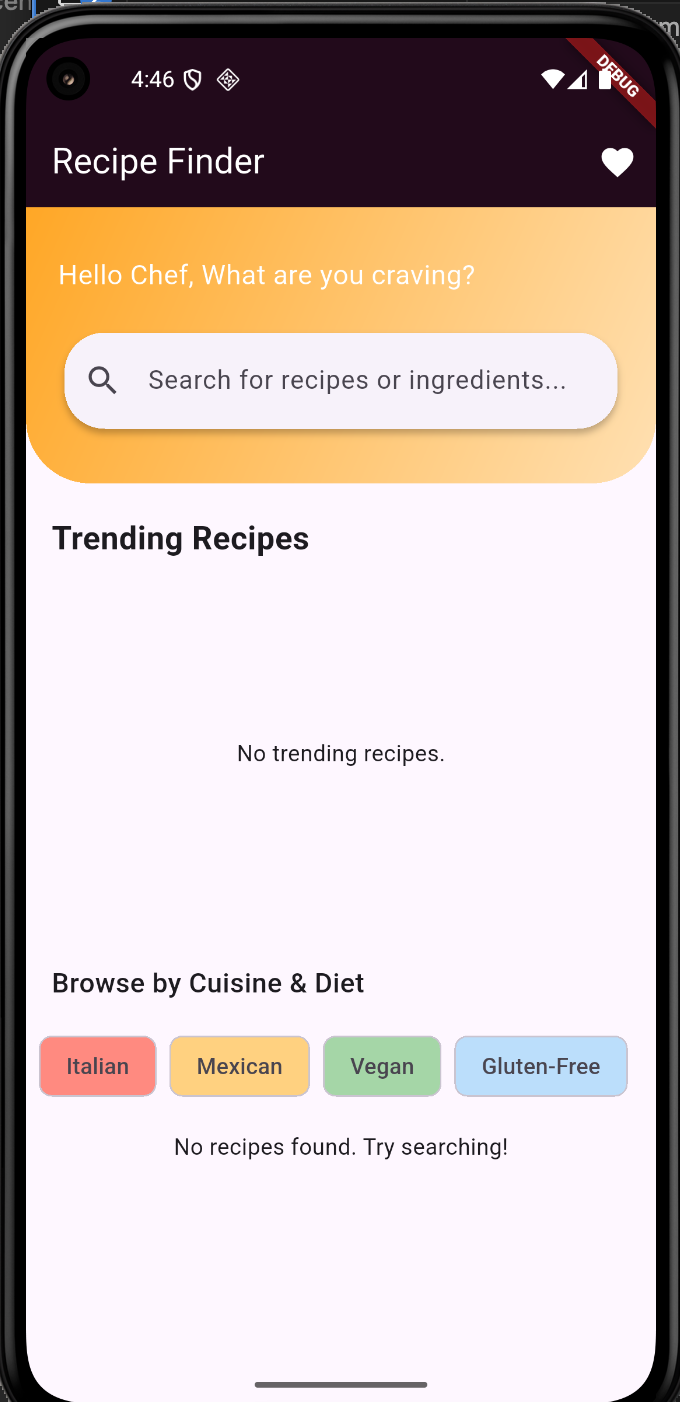 4:46
DEBUG
Recipe Finder
Hello Chef, What are you craving?
Search for recipes or ingredients...
Trending Recipes
No trending recipes.
Browse by Cuisine & Diet
Italian
Mexican
Vegan
Gluten-Free
No recipes found. Try searching!